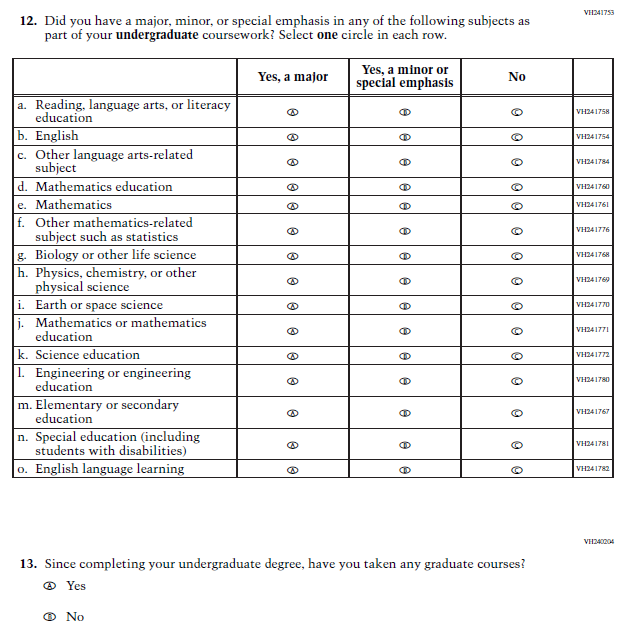 VH241753
12. Did you have a major, minor, or special emphasis in any of the following subjects as
part of your undergraduate coursework? Select one circle in each row.
Yes, a major
Yes, a minor or
special emphasis
No
a. Reading, language arts, or literacy
education
A B C VH241758
b. English A B C VH241754
c. Other language arts-related
subject
A B C VH241784
d. Mathematics education A B C VH241760
e. Mathematics A B C VH241761
f. Other mathematics-related
subject such as statistics
A B C VH241776
g. Biology or other life science A B C VH241768
h. Physics, chemistry, or other
physical science
A B C VH241769
i. Earth or space science A B C VH241770
j. Mathematics or mathematics
education
A B C VH241771
k. Science education A B C VH241772
l. Engineering or engineering
education
A B C VH241780
m. Elementary or secondary
education
A B C VH241767
n. Special education (including
students with disabilities)
A B C VH241781
o. English language learning A B C VH241782
VH240204
13. Since completing your undergraduate degree, have you taken any graduate courses?
A Yes
B No